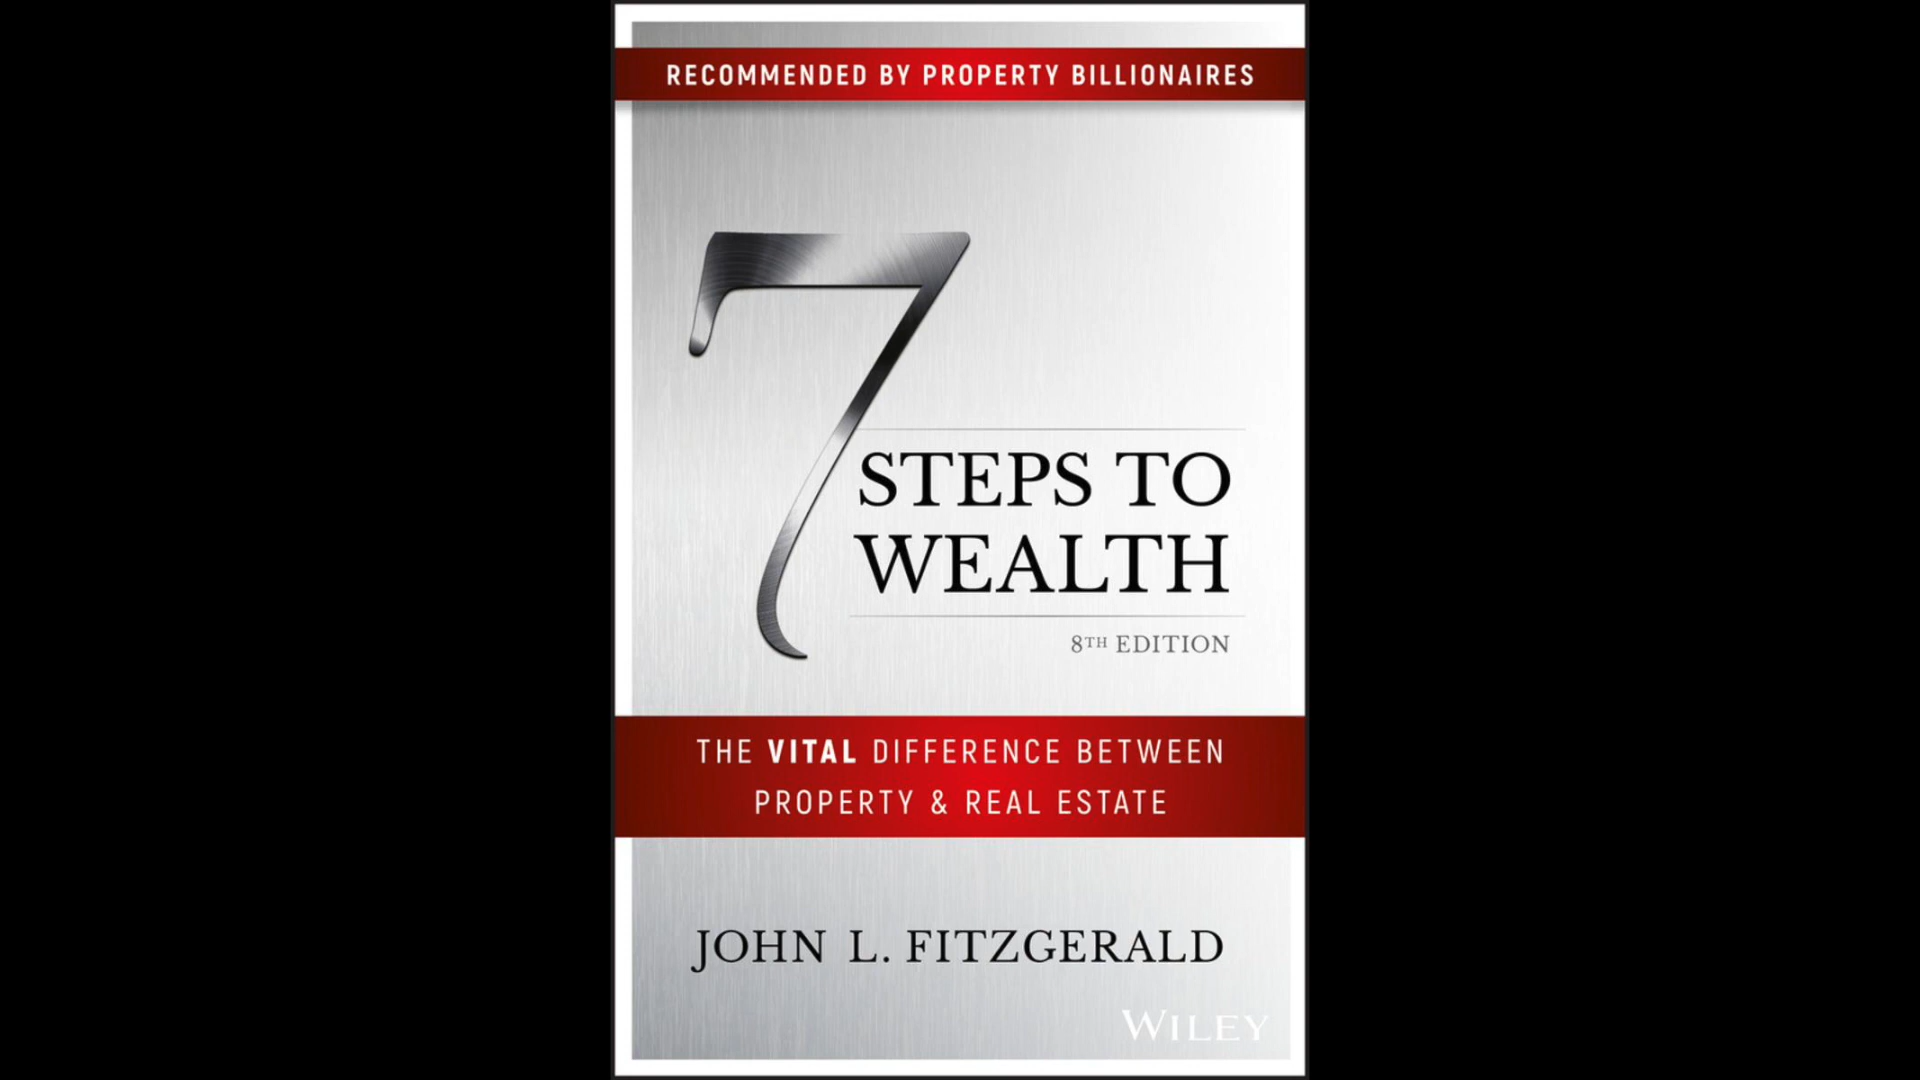 RECOMMENDED BY PROPERTY BILLIONAIRES
7
STEPS TO
WEALTH
8TH EDITION
THE VITAL DIFFERENCE BETWEEN
PROPERTY & REAL ESTATE
JOHN L. FITZGERALD
WILEY